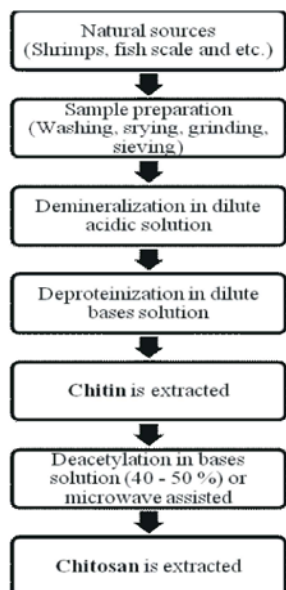 Natural sources
(Shrimps, fish scale and etc.)
Sample preparation
(Washing, srying, grinding,
sieving)
Demineralization in dilute
acidic solution
Deproteinization in dilute
bases solution
Chitin is extracted
Deacetylation in bases
solution (40 - 50 %) or
microwave assisted
Chitosan is extracted